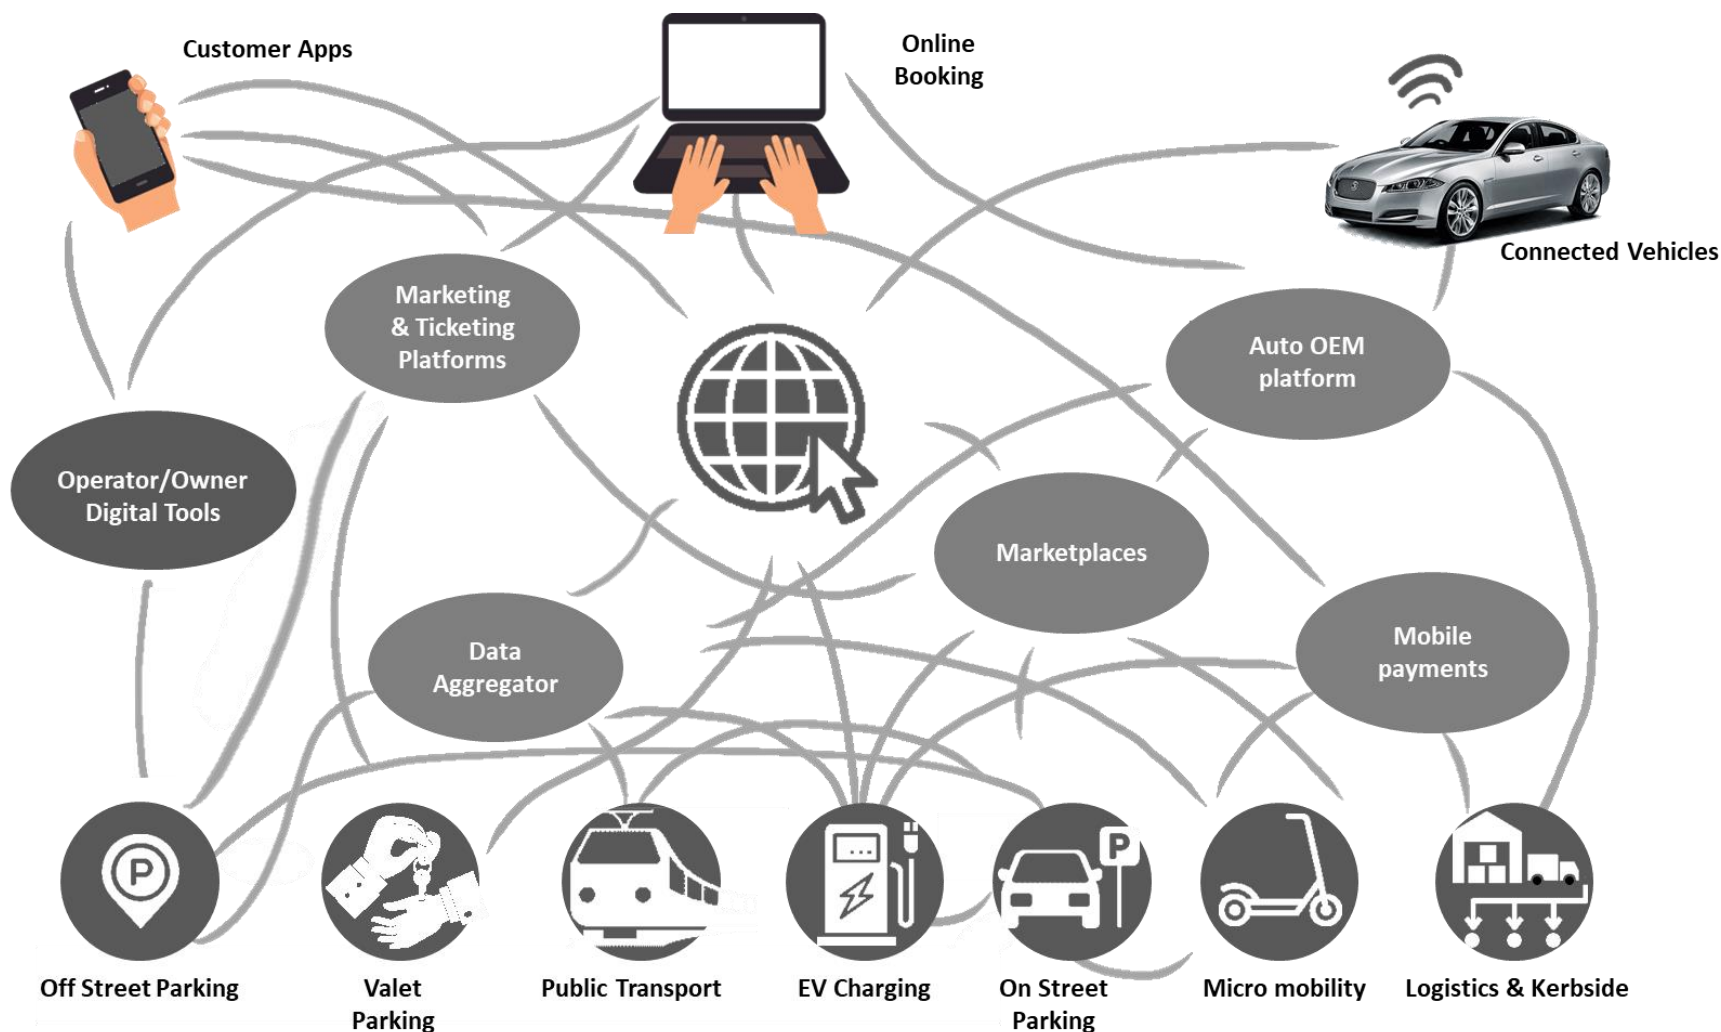 Customer Apps
Online
Booking
Connected Vehicles
Marketing
& Ticketing
Platforms
Auto OEM
platform
Operator/Owner
Digital Tools
Marketplaces
Data
Aggregator
Mobile
payments
P
P
Off Street Parking
Valet
Parking
Public Transport
EV Charging
On Street
Parking
Micro mobility
Logistics & Kerbside